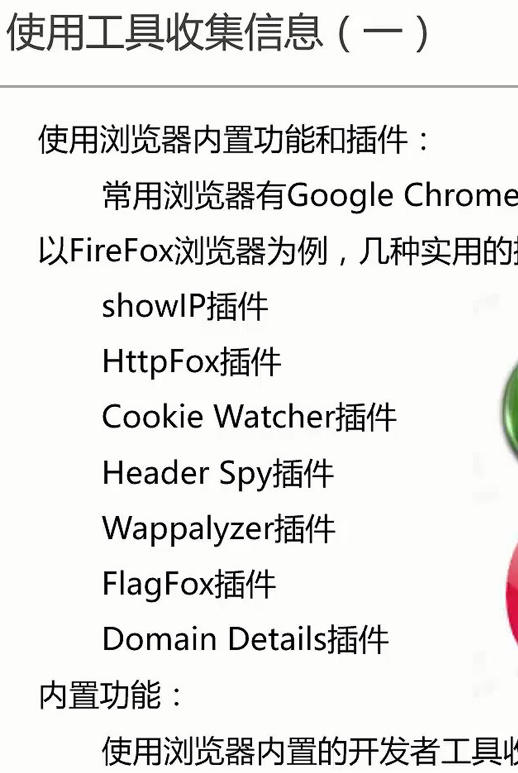 使用工具收集信息（一）
使用浏览器内置功能和插件：
常用浏览器有Google Chrome
以FireFox浏览器为例，几种实用的
showIP插件
HttpFox插件
Cookie Watcher插件
Header Spy插件
Wappalyzer插件
FlagFox插件
Domain Details插件
内置功能：
使用浏览器内置的开发者工具收